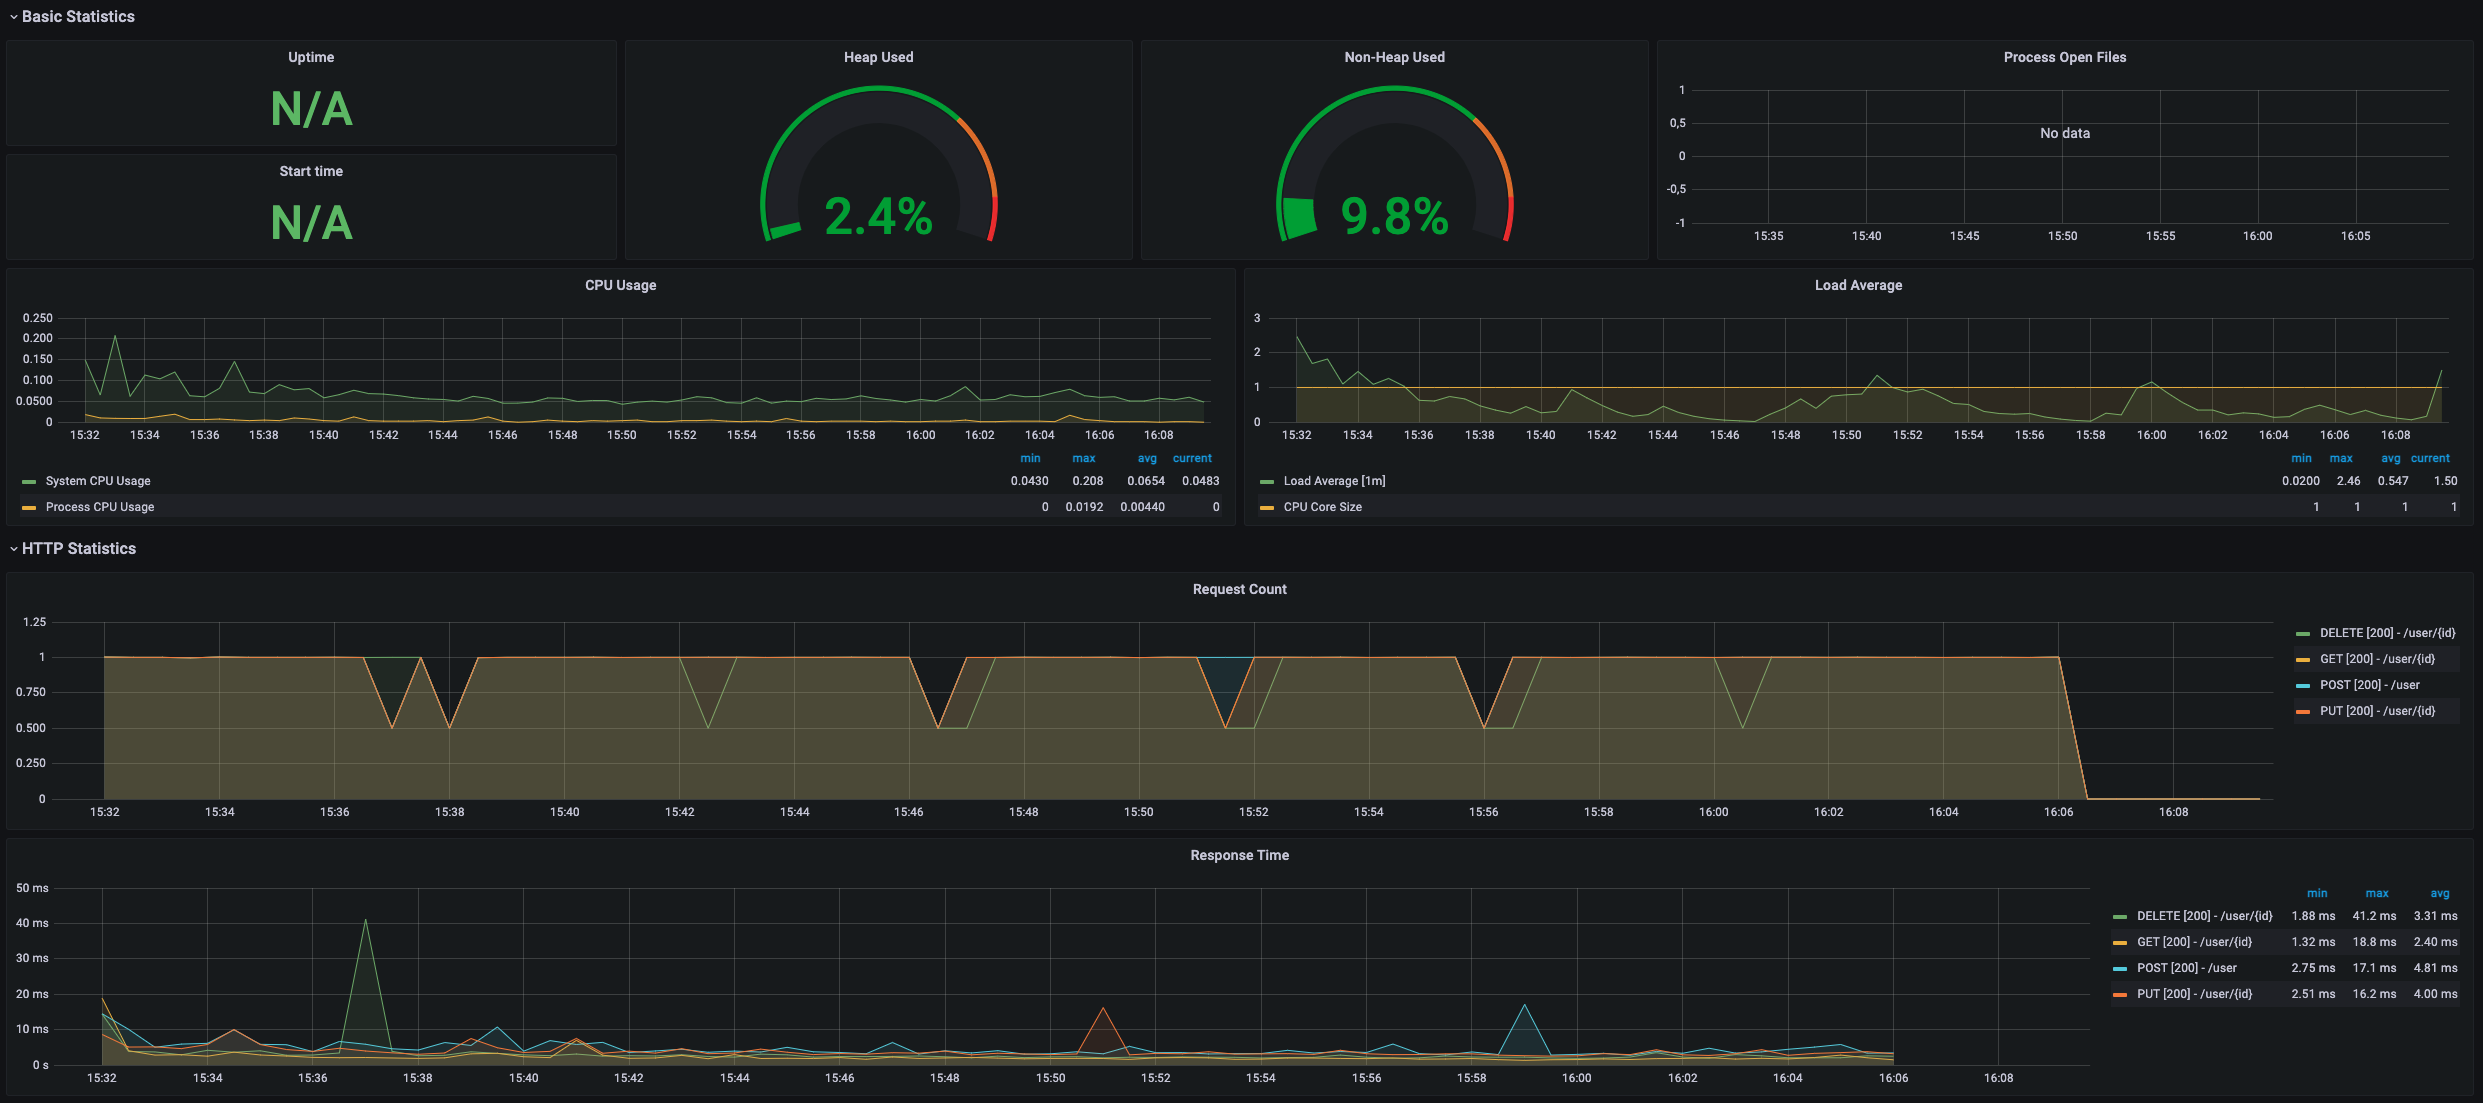 Basic Statistics
Uptime
N/A
Start time
N/A
Heap Used
2.4%
Non-Heap Used
9.8%
Process Open Files
1
0,5
0
-0,5
-1
No data
15:35 15:40 15:45 15:50 15:55 16:00 16:05
CPU Usage
0.250
0.200
0.150
0.100
0.0500
0
15:32 15:34 15:36 15:38 15:40 15:42 15:44 15:46 15:48 15:50 15:52 15:54 15:56 15:58 16:00 16:02 16:04 16:06 16:08
min max avg current
System CPU Usage 0.0430 0.208 0.0654 0.0483
Process CPU Usage 0 0.0192 0.00440 0
Load Average
3
2
1
0
15:32 15:34 15:36 15:38 15:40 15:42 15:44 15:46 15:48 15:50 15:52 15:54 15:56 15:58 16:00 16:02 16:04 16:06 16:08
min max avg current
Load Average [1m] 0.0200 2.46 0.547 1.50
CPU Core Size 1 1 1 1
HTTP Statistics
Request Count
1.25
1
0.750
0.500
0.250
0
15:32 15:34 15:36 15:38 15:40 15:42 15:44 15:46 15:48 15:50 15:52 15:54 15:56 15:58 16:00 16:02 16:04 16:06 16:08
DELETE [200] - /user/{id}
GET [200] - /user/{id}
POST [200] - /user
PUT [200] - /user/{id}
Response Time
50 ms
40 ms
30 ms
20 ms
10 ms
0 s
15:32 15:34 15:36 15:38 15:40 15:42 15:44 15:46 15:48 15:50 15:52 15:54 15:56 15:58 16:00 16:02 16:04 16:06 16:08
min max avg
DELETE [200] - /user/{id} 1.88 ms 41.2 ms 3.31 ms
GET [200] - /user/{id} 1.32 ms 18.8 ms 2.40 ms
POST [200] - /user 2.75 ms 17.1 ms 4.81 ms
PUT [200] - /user/{id} 2.51 ms 16.2 ms 4.00 ms